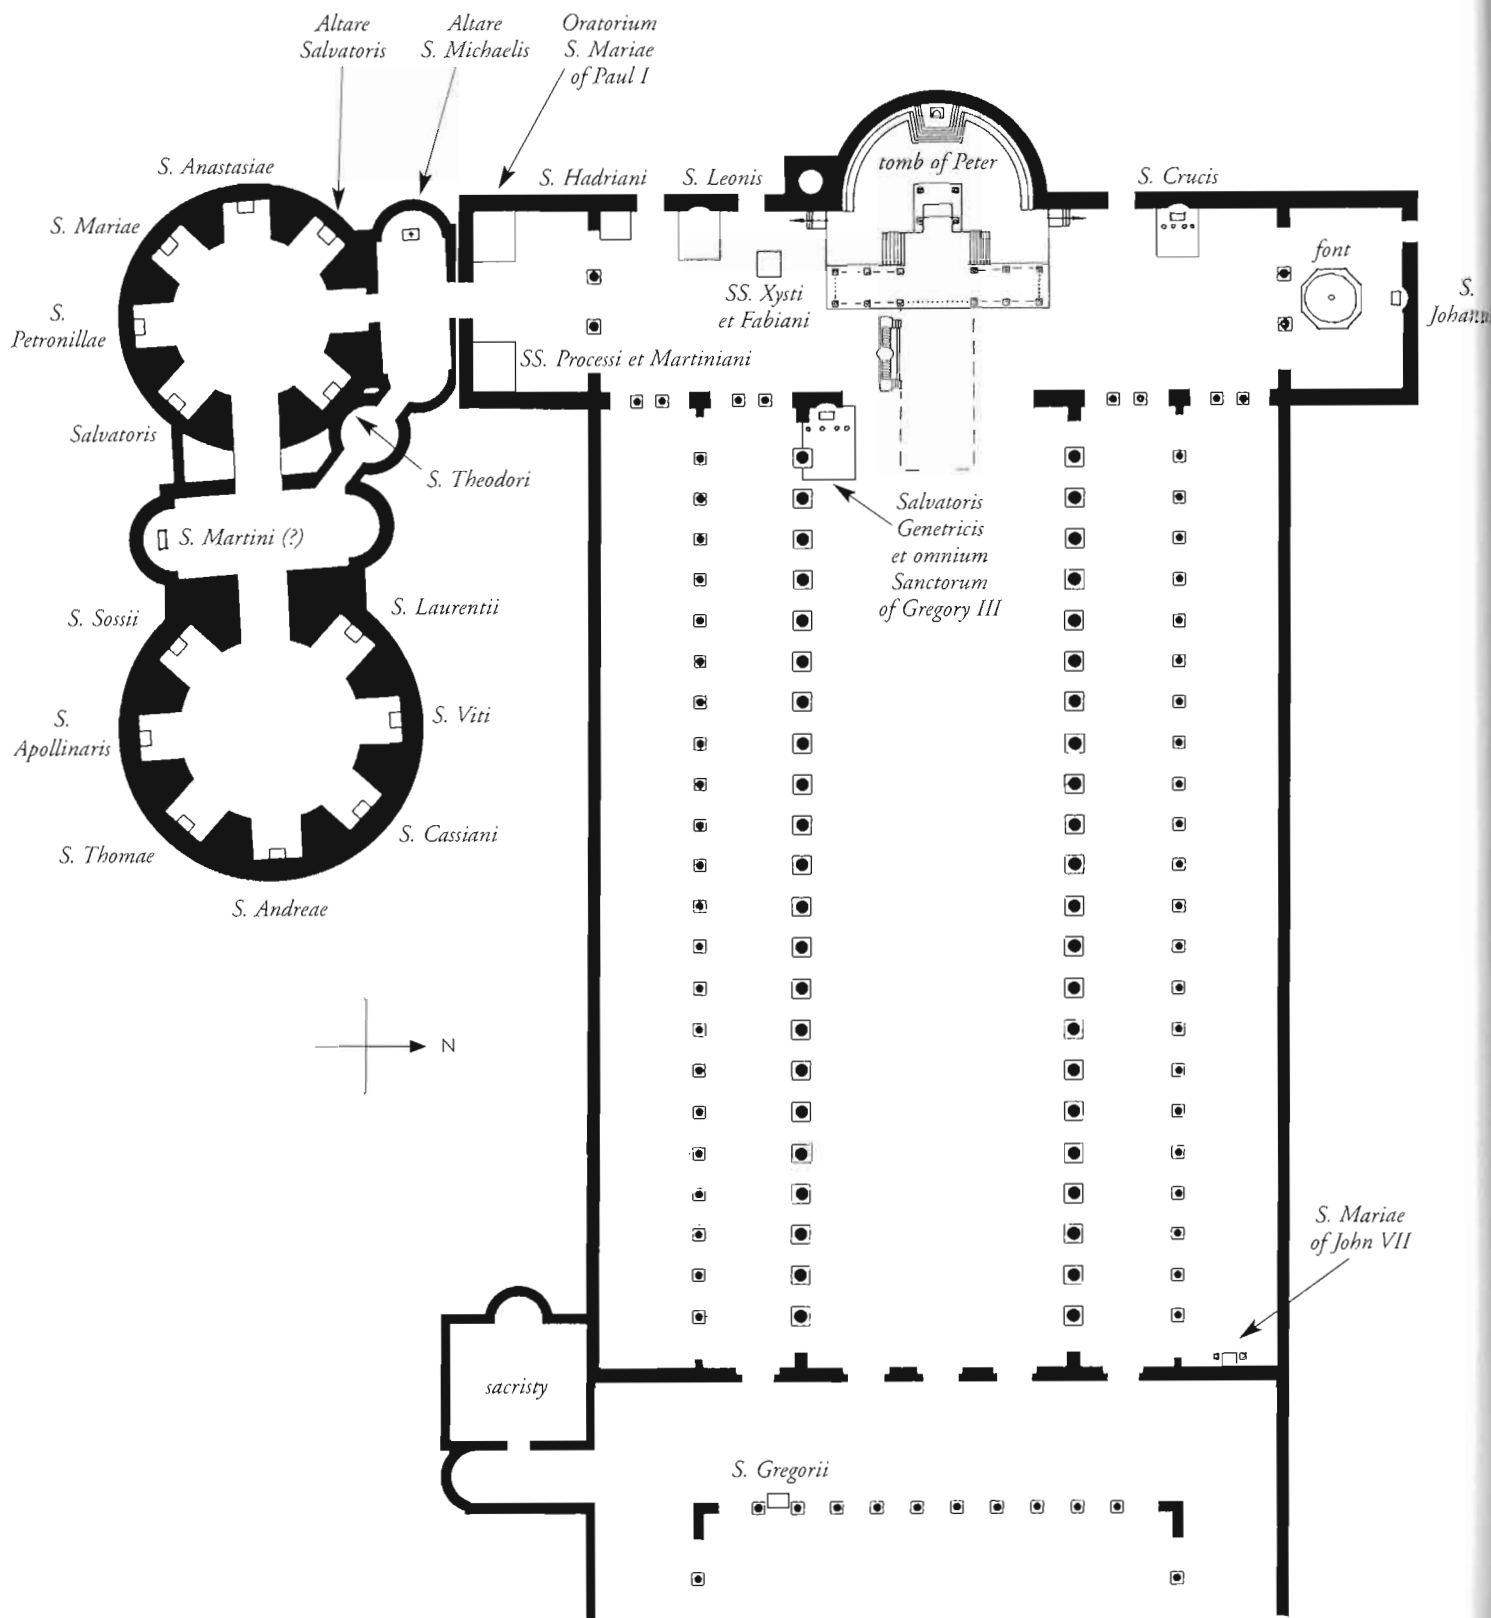 Altare
Salvatoris
Altare
S. Michaelis
Oratorium
S. Mariae
of Paul I
S. Anastasiae
S. Hadriani
S. Leonis
tomb of Peter
S. Crucis
S. Mariae
font
S.
Petronillae
SS. Xysti
et Fabiani
S.
SS. Processi et Martiniani
Salvatoris
S. Theodori
Salvatoris
Genetricis
et omnium
Sanctorum
of Gregory III
S. Martini (?)
S. Sossii
S. Laurentii
S.
Apollinaris
S. Viti
S. Thomae
S. Cassiani
S. Andreae
N
S. Mariae
of John VII
sacristy
S. Gregorii